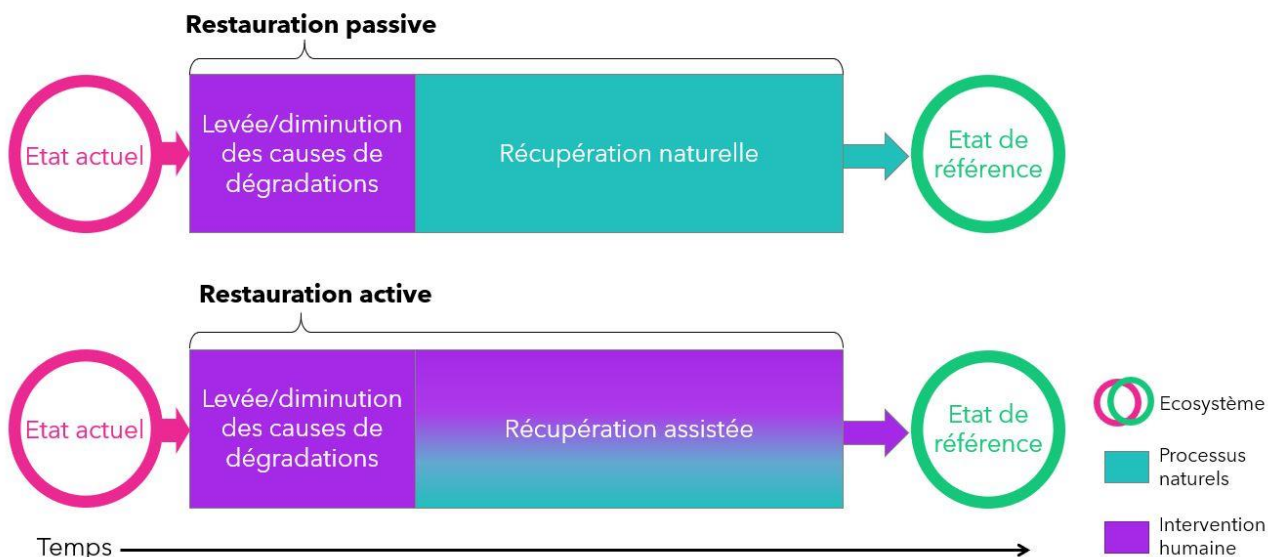 Restauration passive
Etat actuel
Levée/diminution
des causes de
dégradations
Récupération naturelle
Etat de
référence
Restauration active
Etat actuel
Levée/diminution
des causes de
dégradations
Récupération assistée
Etat de
référence
Ecosystème
Processus
naturels
Intervention
humaine
Temps